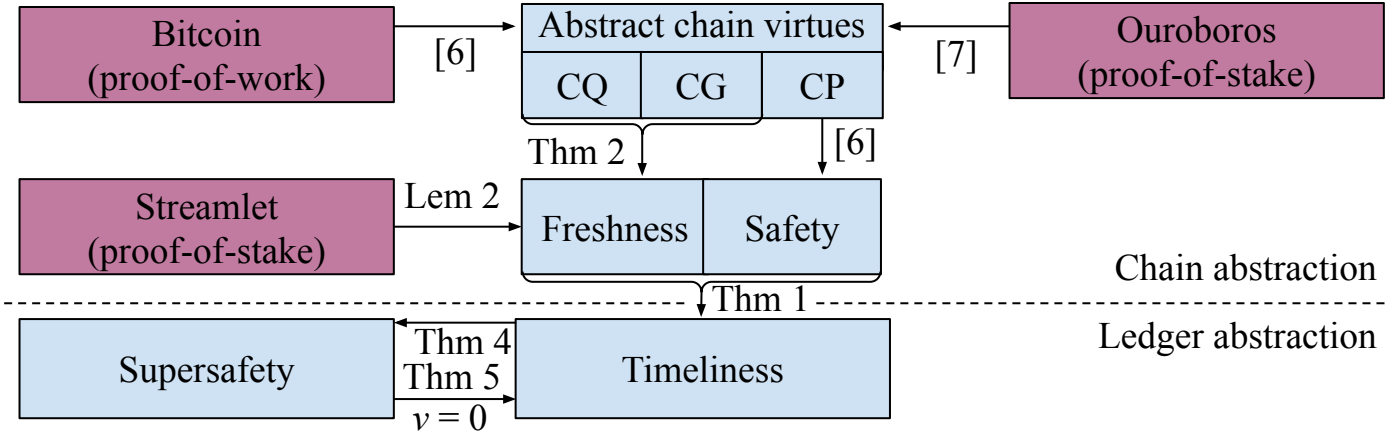 Bitcoin
(proof-of-work)
[6]
Abstract chain virtues
CQ
CG
CP
[7]
Ouroboros
(proof-of-stake)
Thm 2
[6]
Streamlet
(proof-of-stake)
Lem 2
Freshness
Safety
Chain abstraction
Thm 1
Ledger abstraction
Supersafety
Thm 4
Thm 5
v = 0
Timeliness